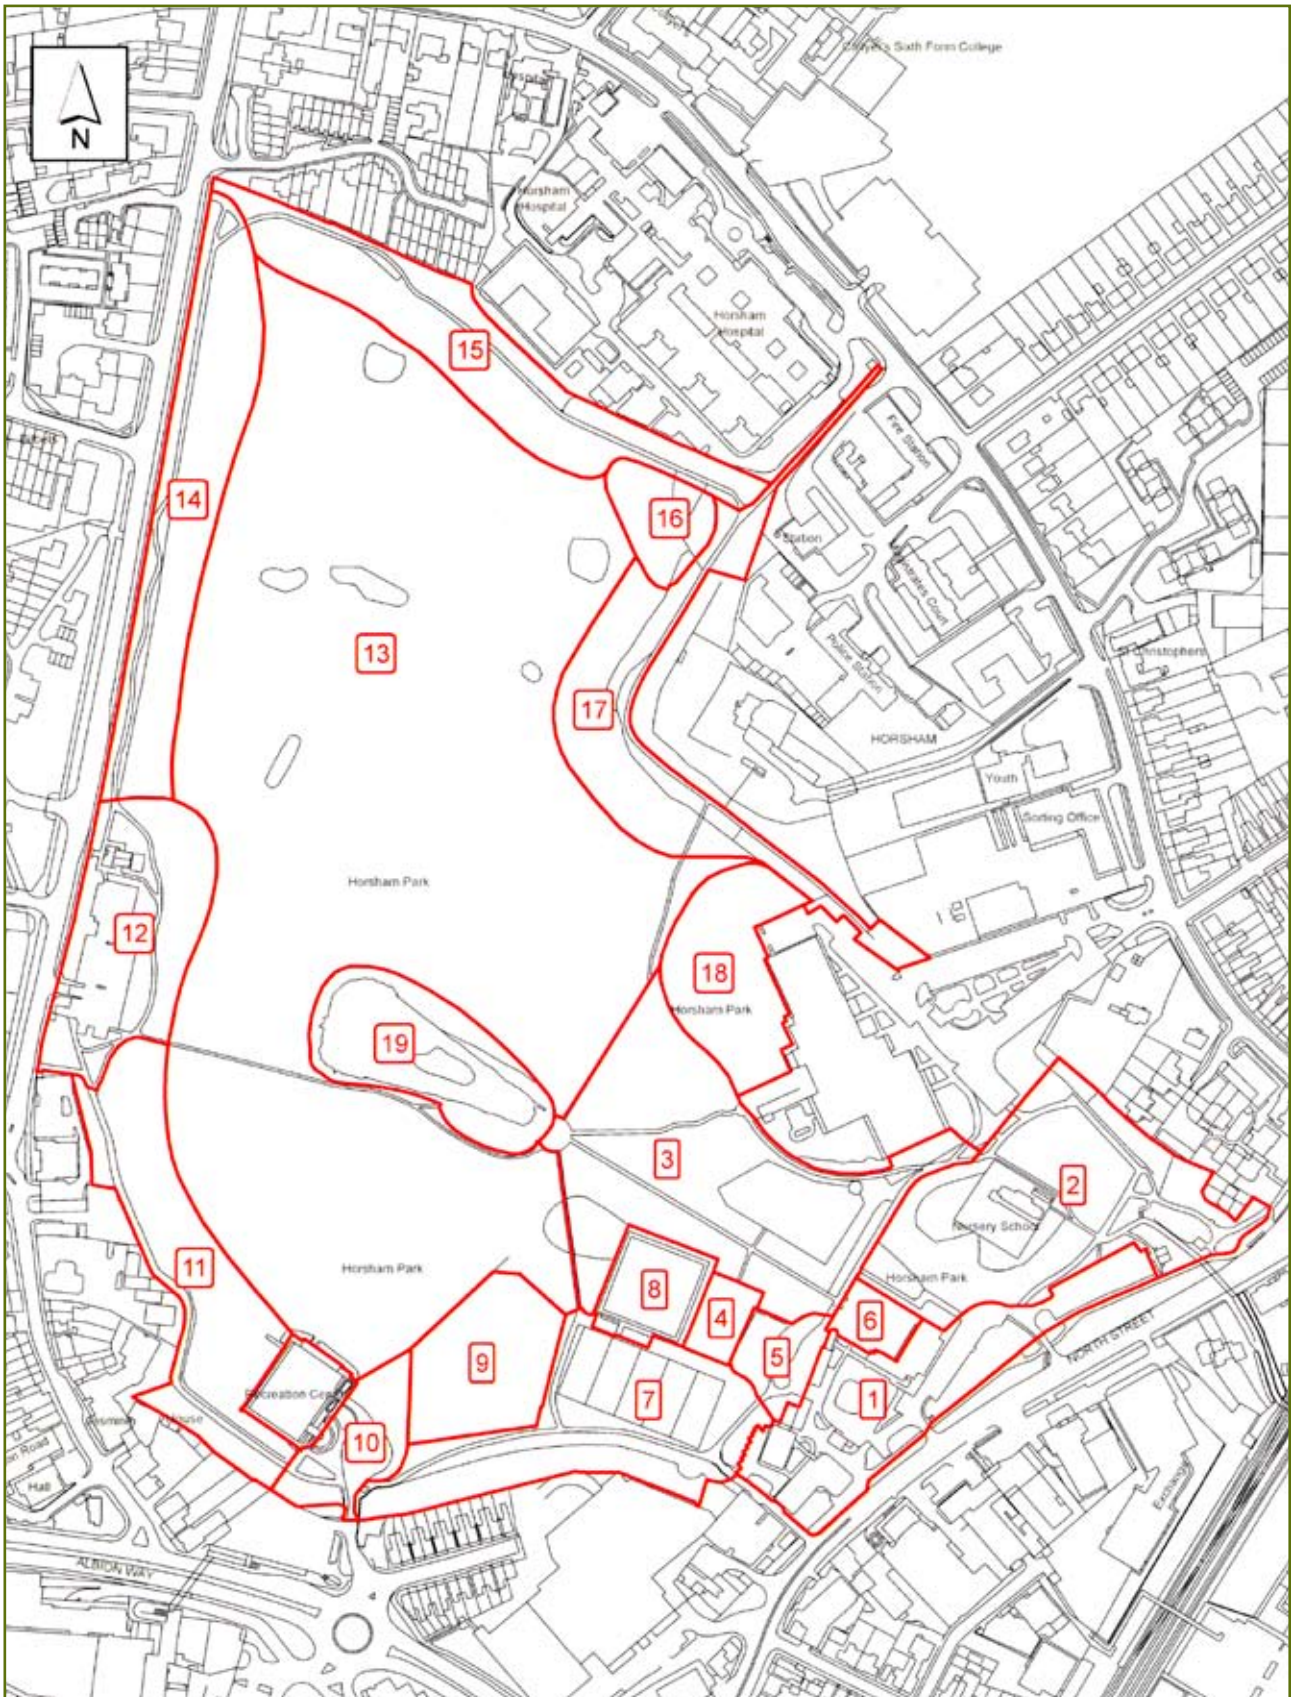 Collyer's Sixth Form College
N
Horsham
Hospital
Horsham
Hospital
15
Fire Station
14
16
Station
Magistrates Court
13
Police Station
St Christophers
17
HORSHAM
Youth
Sorting Office
Horsham Park
12
18
Horsham Park
19
3
2
Nursery School
11
Horsham Park
8
Horsham Park
4
6
5
NORTH STREET
9
7
1
Recreation Centre
House
10
Hall
Exchange
ALBION WAY